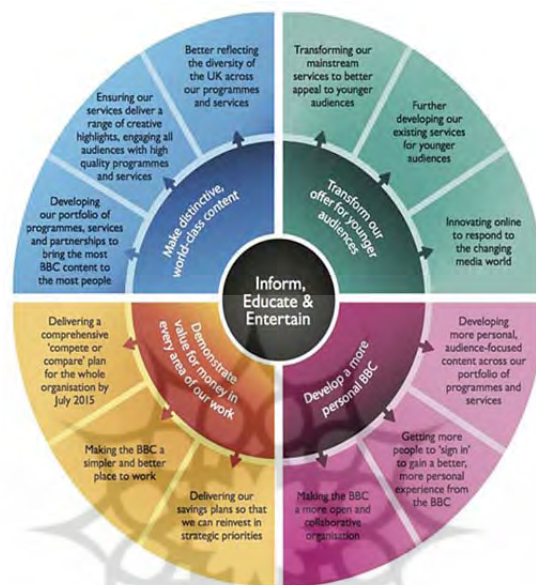 Better reflecting
the diversity of
the UK across
our programmes
and services
Ensuring our
services deliver a
range of creative
highlights, engaging all
audiences with high
quality programmes
and services
Developing
our portfolio of
programmes, services
and partnerships to
bring the most
BBC content to
the most people
Make distinctive,
world-class content
Transforming our
mainstream
services to better
appeal to younger
audiences
Further
developing our
existing services
for younger
audiences
Innovating online
to respond to
the changing
media world
Transform our
offer for younger
audiences
Inform,
Educate &
Entertain
Delivering a
comprehensive
'compete or
compare' plan
for the whole
organisation by
July 2015
Making the BBC a
simpler and better
place to work
Delivering our
savings plans so that
we can reinvest in
strategic priorities
Demonstrate
value for money in
every area of our work
Developing
more personal,
audience-focused
content across our
portfolio of
programmes
and services
Getting more
people to 'sign in'
to gain a better,
more personal
experience from
the BBC
Making the BBC
a more open and
collaborative
organisation
Develop a more
personal BBC